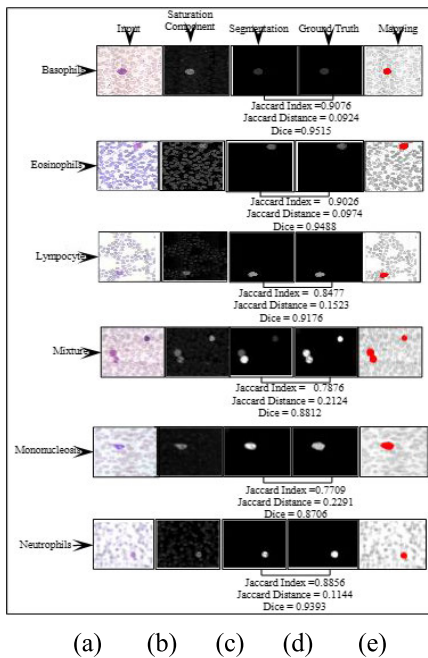 Input
Saturation
Component
Segmentation
Ground Truth
Mapping
Basophils
Jaccard Index=0.9076
Jaccard Distance = 0.0924
Dice = 0.9515
Eosinophils
Jaccard Index = 0.9026
Jaccard Distance = 0.0974
Dice = 0.9488
Lympocyte
Jaccard Index = 0.8477
Jaccard Distance = 0.1523
Dice = 0.9176
Mixture
Jaccard Index = 0.7876
Jaccard Distance = 0.2124
Dice = 0.8812
Mononucleosis
Jaccard Index =0.7709
Jaccard Distance = 0.2291
Dice = 0.8706
Neutrophils
Jaccard Index =0.8856
Jaccard Distance = 0.1144
Dice = 0.9393
(a) (b) (c) (d) (e)